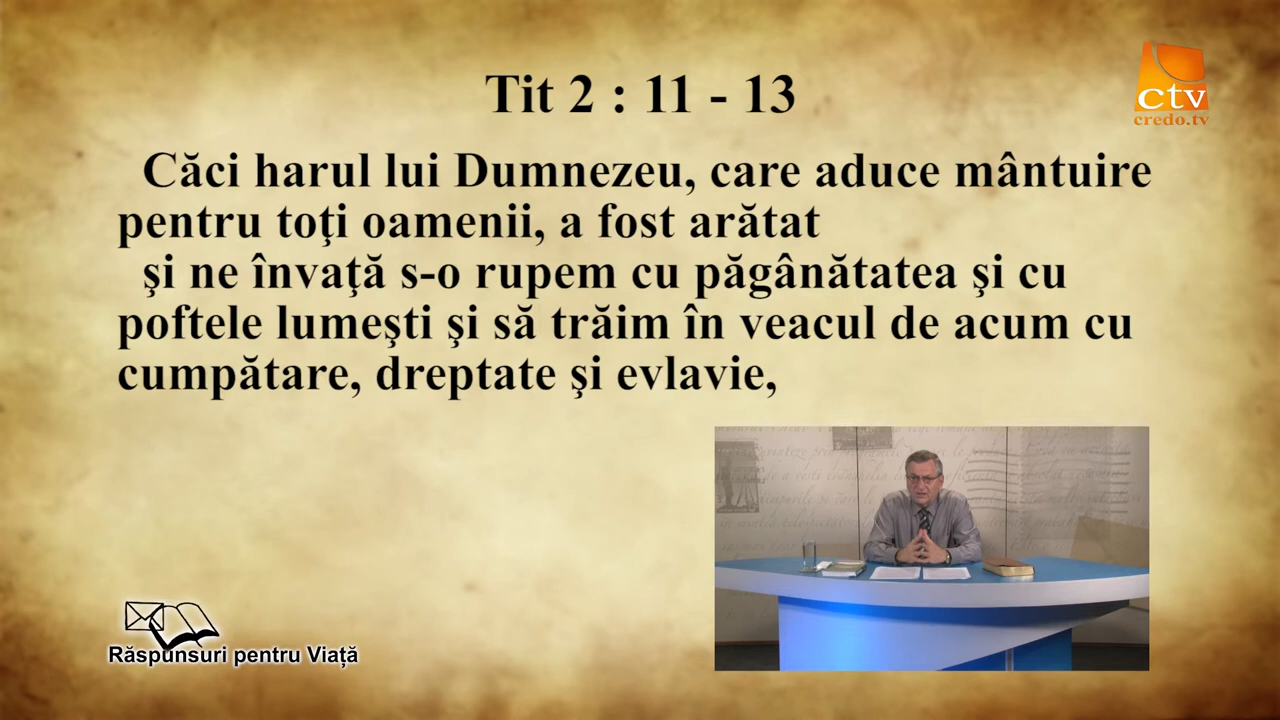 Tit 2 : 11 - 13
ctv
credo.tv
Căci harul lui Dumnezeu, care aduce mântuire
pentru toţi oamenii, a fost arătat
şi ne învaţă s-o rupem cu păgânătatea şi cu
poftele lumeşti şi să trăim în veacul de acum cu
cumpătare, dreptate şi evlavie,
Răspunsuri pentru Viață